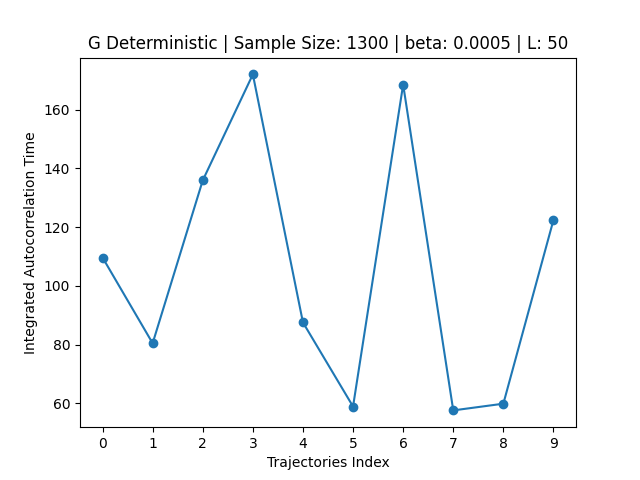 G Deterministic | Sample Size: 1300 | beta: 0.0005 | L: 50
Integrated Autocorrelation Time
160
140
120
100
80
60
0 1 2 3 4 5 6 7 8 9
Trajectories Index